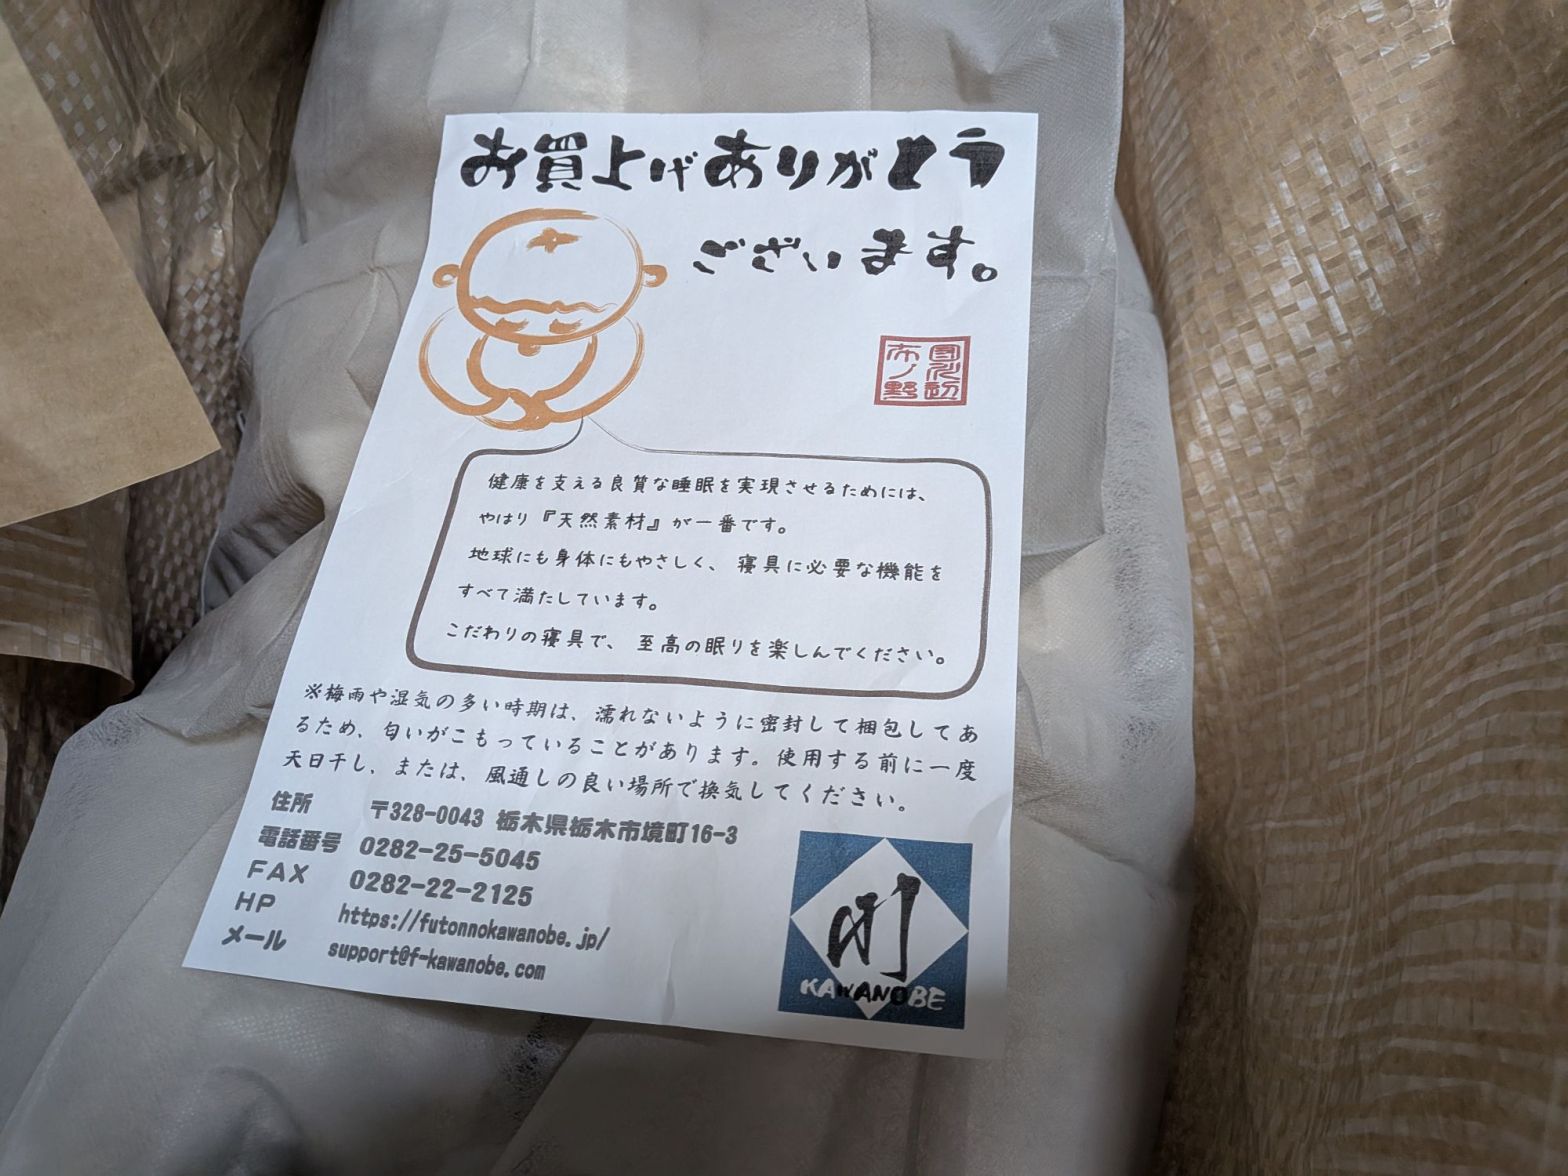 お買上げありがとう
ございます。
健康を支える良質な睡眠を実現させるためには、
やはり『天然素材』が一番です。
地球にも身体にもやさしく、寝具に必要な機能を
すべて満たしています。
こだわりの寝具で、至高の眠りを楽しんでください。
※梅雨や湿気の多い時期は、濡れないように密封して梱包してあ
るため、匂いがこもっていることがあります。使用する前に一度
天日干し、または、風通しの良い場所で換気してください。
住所 〒328-0043 栃木県栃木市境町16-3
電話番号 0282-25-5045
FAX 0282-22-2125
HP https://futonnokawanobe.jp/
メール support@f-kawanobe.com
KAWANOBE